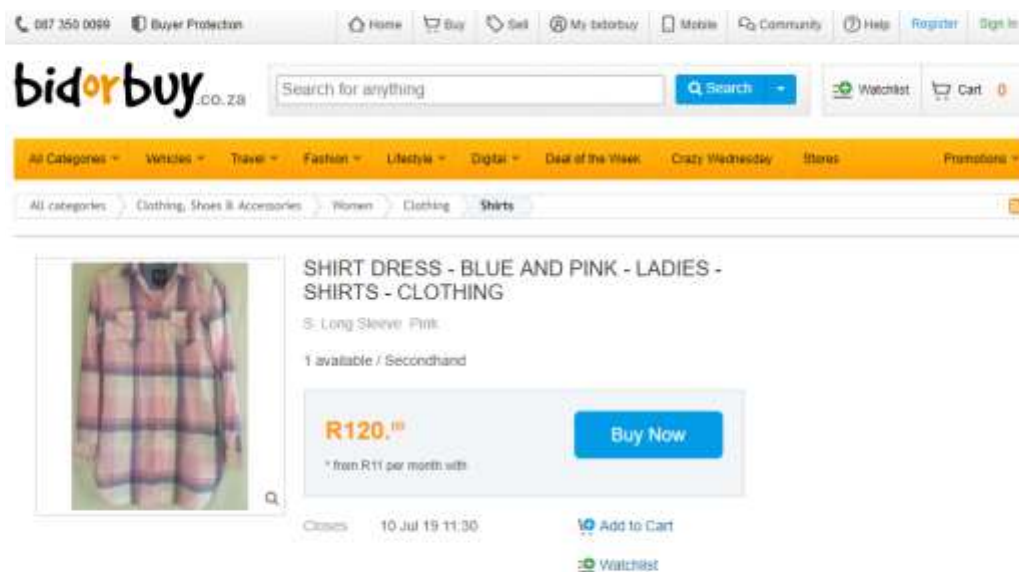 087 350 0099 Buyer Protection Home Buy Sell My bidorbuy Mobile Community Help Register Sign In
bidorbuy.co.za Search for anything Search Watchlist Cart 0
All Categories Vehicles Travel Fashion Lifestyle Digital Deal of the Week Crazy Wednesday Stores Promotions
All categories Clothing, Shoes & Accessories Women Clothing Shirts
SHIRT DRESS - BLUE AND PINK - LADIES -
SHIRTS - CLOTHING
S Long Sleeve Pink
1 available / Secondhand
R120.00 Buy Now
* from R11 per month with
Closes 10 Jul 19 11:30 Add to Cart
Watchlist